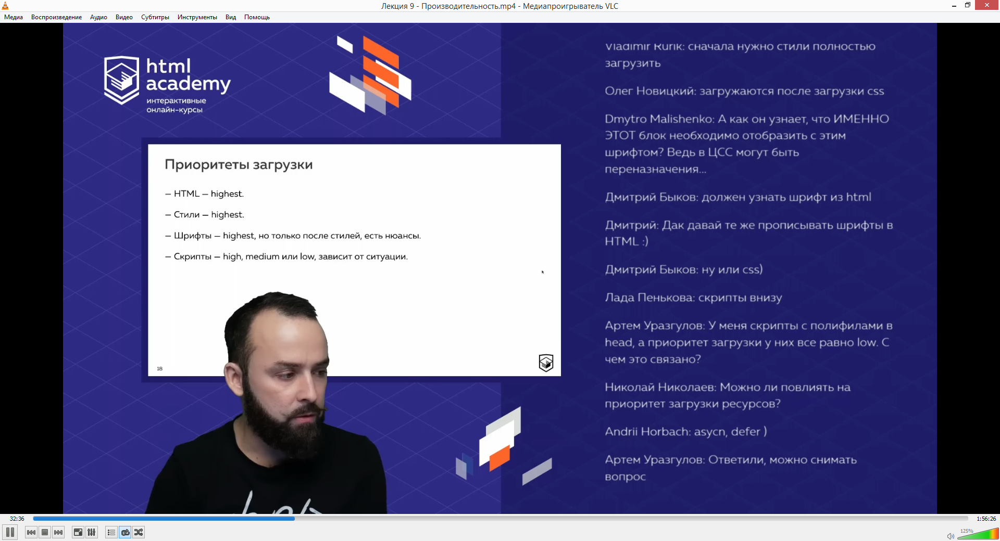 Лекция 9 - Производительность.mp4 - Медиапроигрыватель VLC
Медиа Воспроизведение Аудио Видео Субтитры Инструменты Вид Помощь
html
academy
интерактивные
онлайн-курсы
Приоритеты загрузки
— HTML — highest.
— Стили — highest.
— Шрифты — highest, но только после стилей, есть нюансы.
— Скрипты — high, medium или low, зависит от ситуации.
18
Vladimir Rurik: сначала нужно стили полностью
загрузить
Олег Новицкий: загружаются после загрузки css
Dmytro Malishenko: А как он узнает, что ИМЕННО
ЭТОТ блок необходимо отобразить с этим
шрифтом? Ведь в ЦСС могут быть
переназначения...
Дмитрий Быков: должен узнать шрифт из html
Дмитрий: Дак давай те же прописывать шрифты в
HTML :)
Дмитрий Быков: ну или css)
Лада Пенькова: скрипты внизу
Артем Уразгулов: У меня скрипты с полифилами в
head, а приоритет загрузки у них все равно low. С
чем это связано?
Николай Николаев: Можно ли повлиять на
приоритет загрузки ресурсов?
Andrii Horbach: asycn, defer )
Артем Уразгулов: Ответили, можно снимать
вопрос
32:36
1:56:26
125%